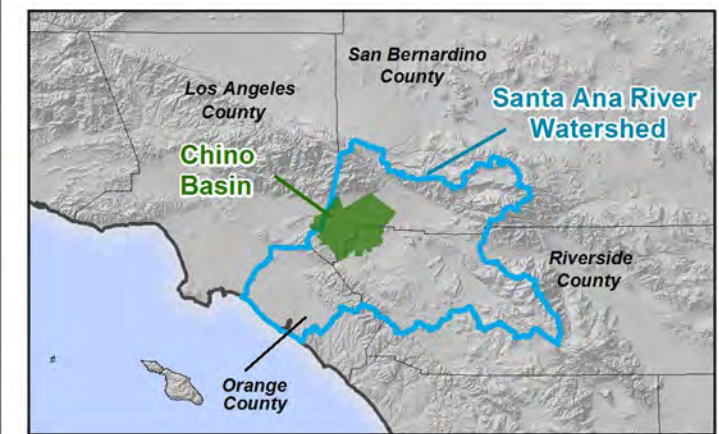 San Bernardino
County
Los Angeles
County
Santa Ana River
Watershed
Chino
Basin
Riverside
County
Orange
County